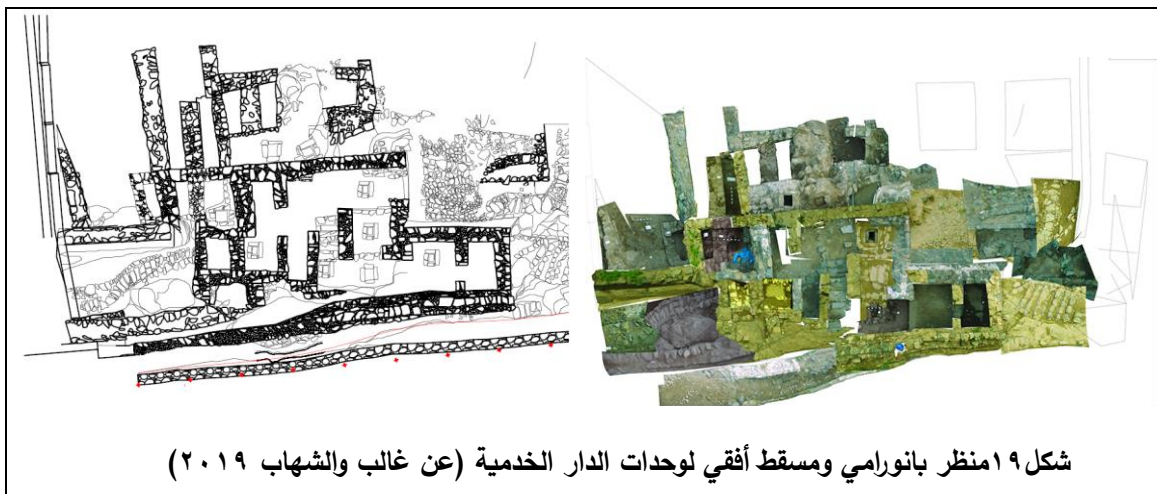 شكل١٩منظر بانورامي ومسقط أفقي لوحدات الدار الخدمية (عن غالب والشهاب ٢٠١٩)